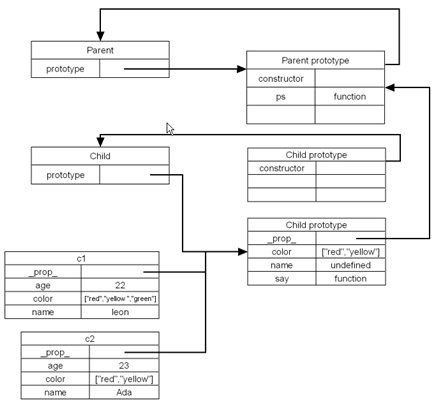 Parent
prototype
Parent prototype
constructor
ps function
Child
prototype
Child prototype
constructor
Child prototype
_prop_
color ["red","yellow"]
name undefined
say function
c1
_prop_
age 22
color ["red","yellow ","green"]
name leon
c2
_prop_
age 23
color ["red","yellow"]
name Ada